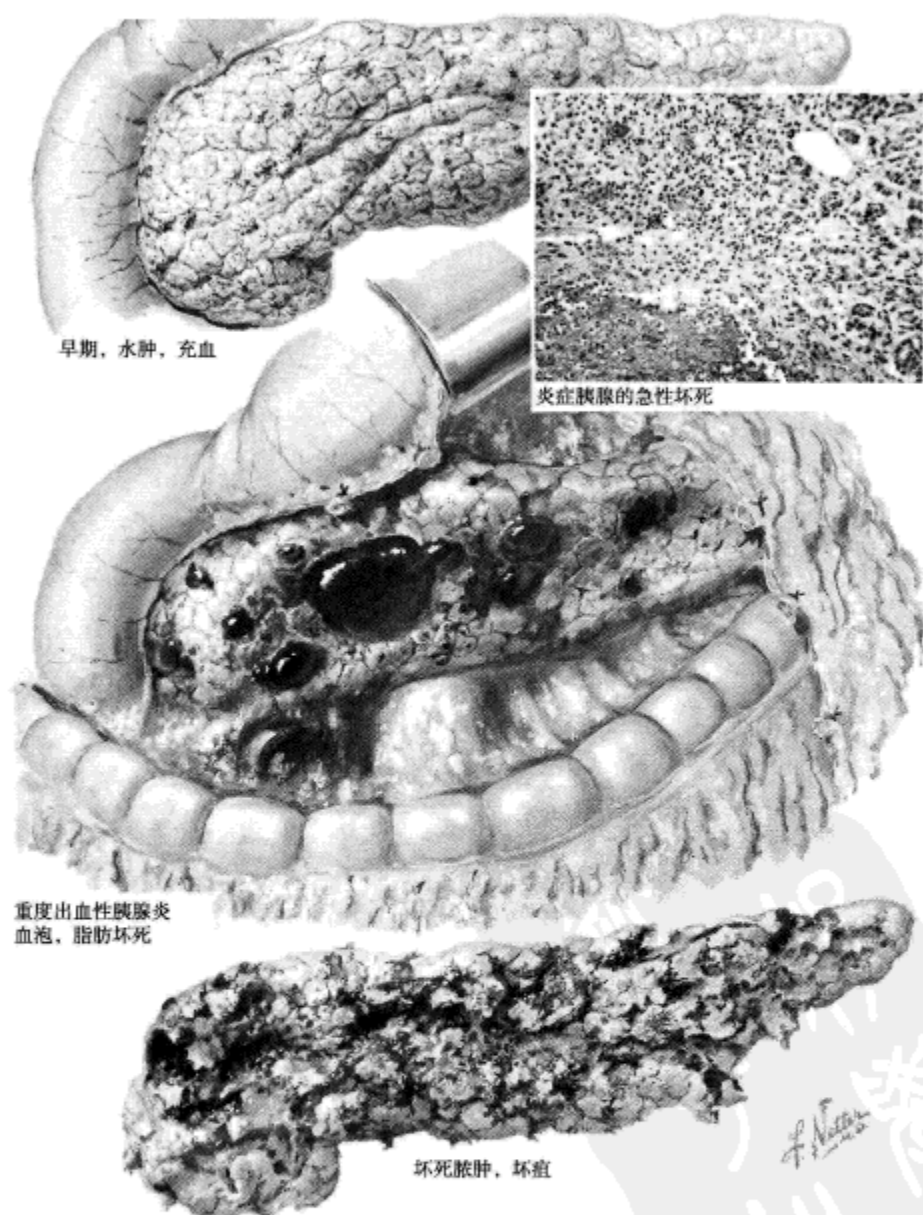 早期，水肿，充血
炎症胰腺的急性坏死
重度出血性胰腺炎
血泡，脂肪坏死
坏死脓肿，坏疽
F. Netter